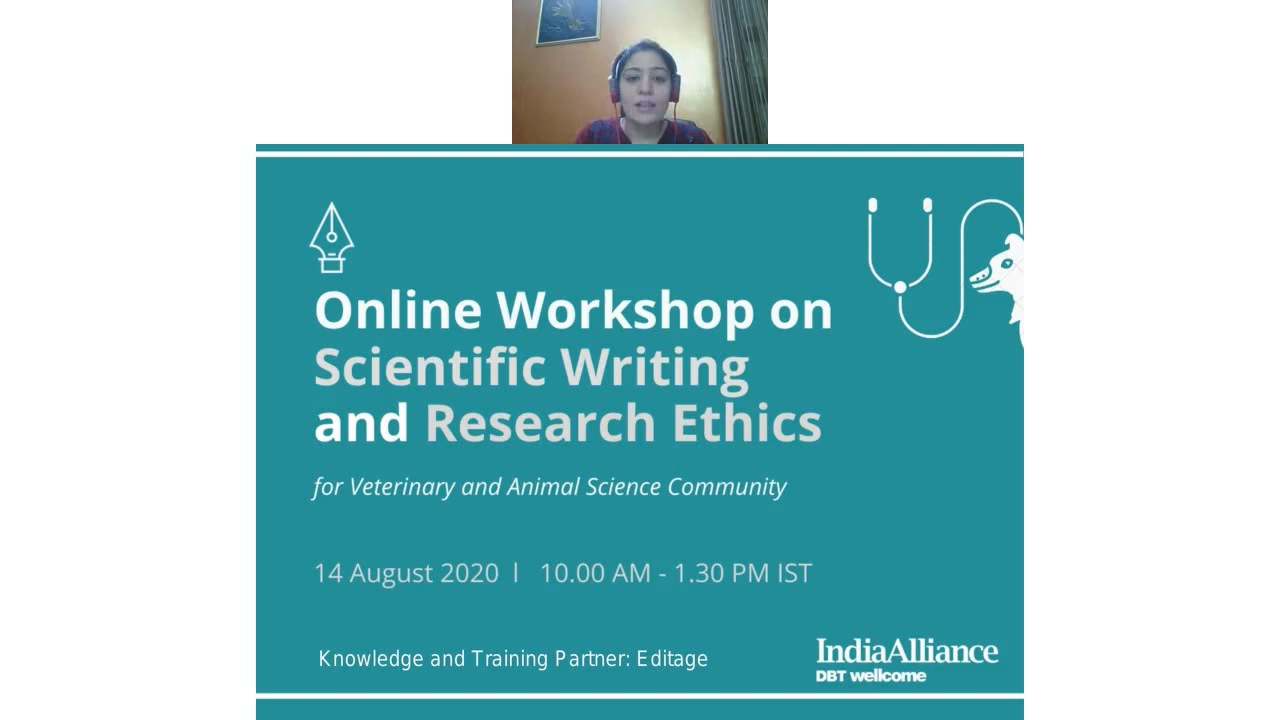 Online Workshop on
Scientific Writing
and Research Ethics
for Veterinary and Animal Science Community
14 August 2020 | 10.00 AM - 1.30 PM IST
Knowledge and Training Partner: Editage
IndiaAlliance
DBT wellcome